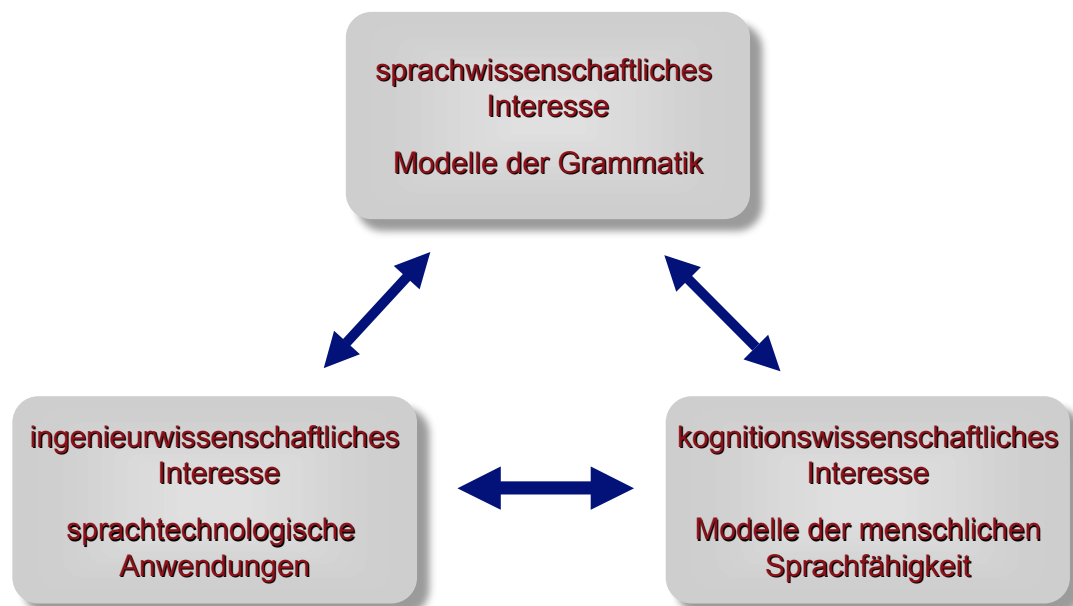 sprachwissenschaftliches
Interesse
Modelle der Grammatik
ingenieurwissenschaftliches
Interesse
sprachtechnologische
Anwendungen
kognitionswissenschaftliches
Interesse
Modelle der menschlichen
Sprachfähigkeit